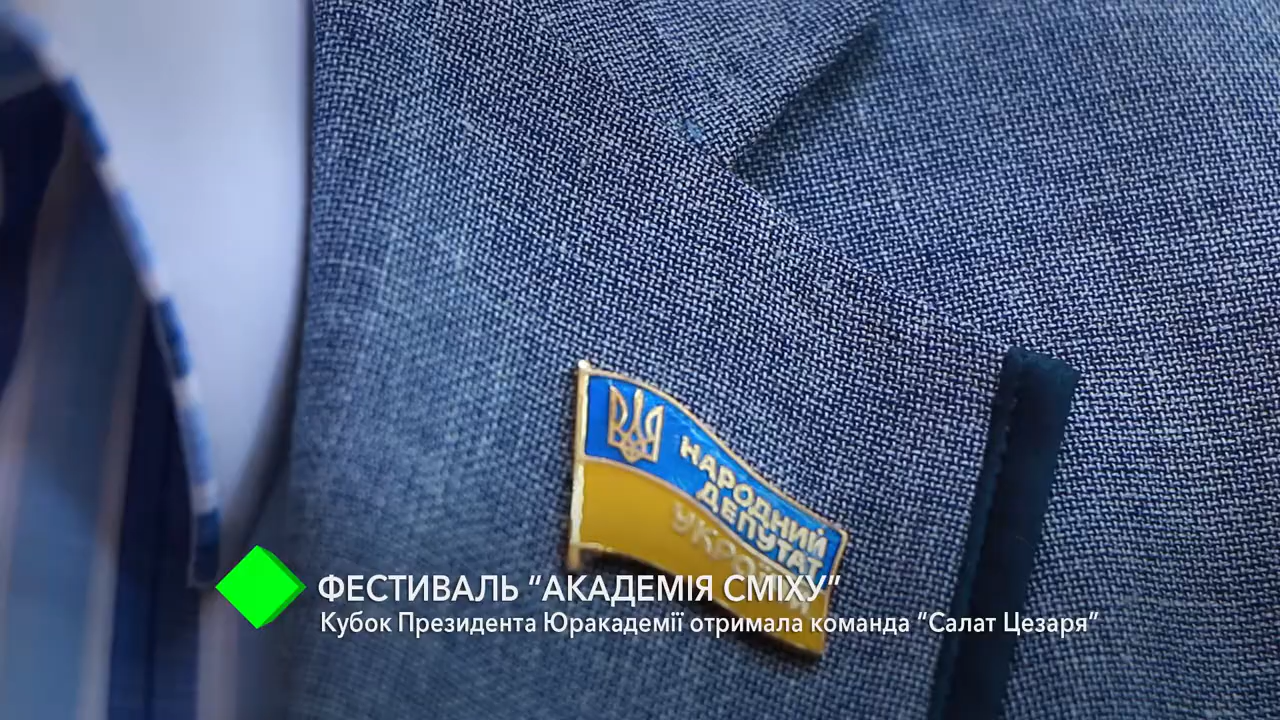 НАРОДНИЙ
ДЕПУТАТ
УКРАЇНИ
ФЕСТИВАЛЬ “АКАДЕМІЯ СМІХУ”
Кубок Президента Юракадемії отримала команда “Салат Цезаря”